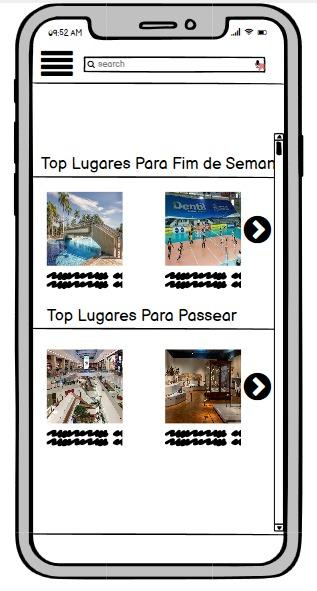 09:52 AM
search
Top Lugares Para Fim de Seman
Dentil
Top Lugares Para Passear